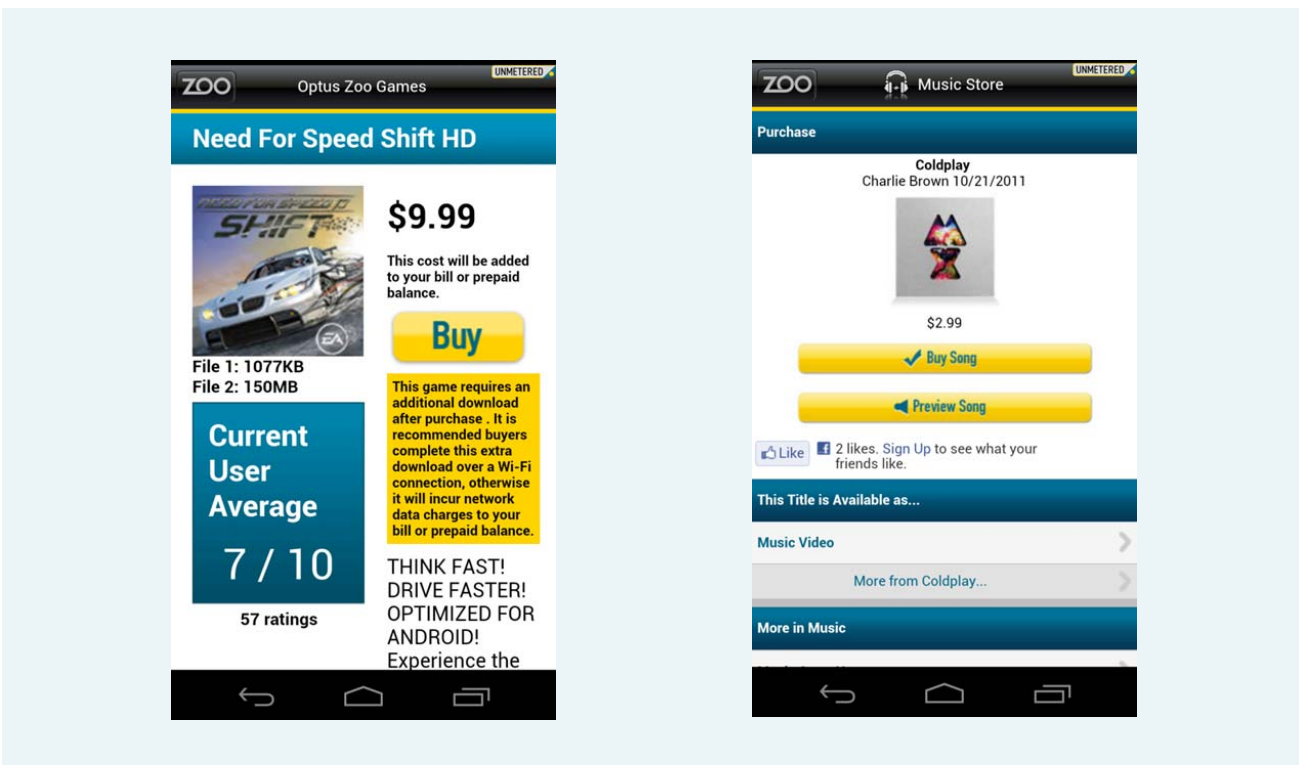 ZOO
Optus Zoo Games
UNMETERED
Need For Speed Shift HD
NEED FOR SPEED
SHIFT
EA
$9.99
This cost will be added
to your bill or prepaid
balance.
Buy
File 1: 1077KB
File 2: 150MB
This game requires an
additional download
after purchase . It is
recommended buyers
complete this extra
download over a Wi-Fi
connection, otherwise
it will incur network
data charges to your
bill or prepaid balance.
Current
User
Average
7 / 10
57 ratings
THINK FAST!
DRIVE FASTER!
OPTIMIZED FOR
ANDROID!
Experience the
ZOO
Music Store
UNMETERED
Purchase
Coldplay
Charlie Brown 10/21/2011
$2.99
Buy Song
Preview Song
Like
2 likes. Sign Up to see what your
friends like.
This Title is Available as...
Music Video
More from Coldplay...
More in Music